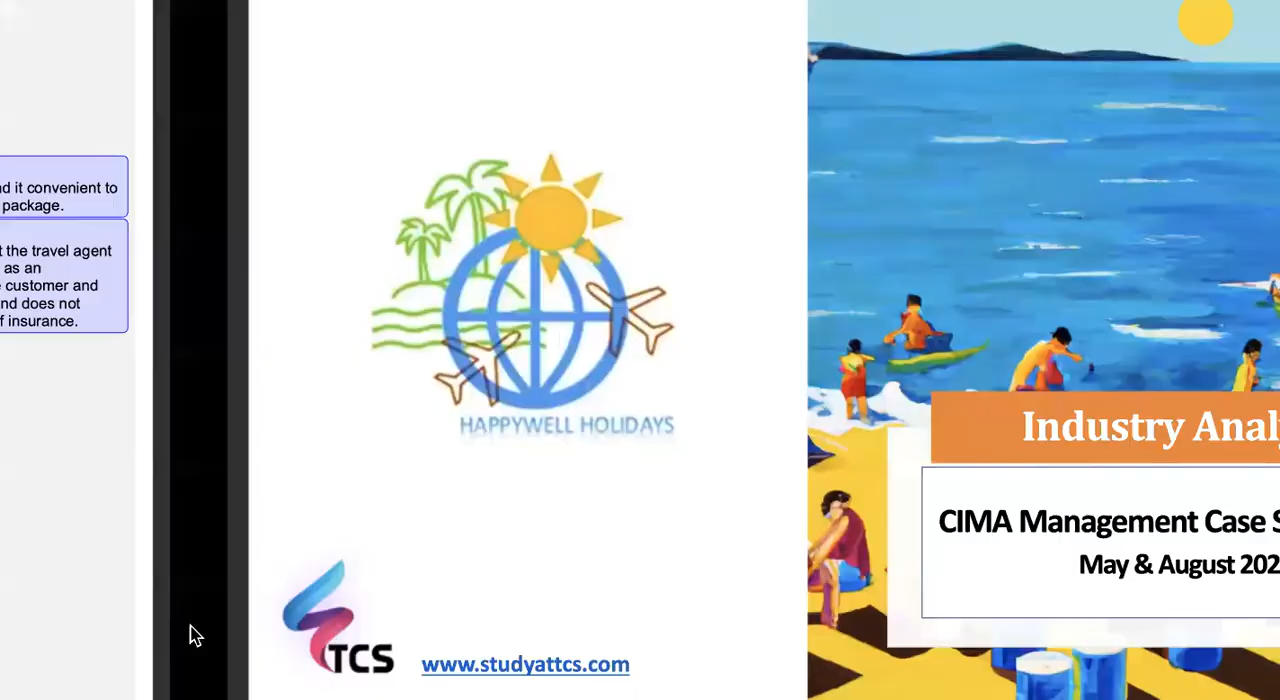 d it convenient to
package.
the travel agent
as an
customer and
nd does not
f insurance.
HAPPYWELL HOLIDAYS
TCS
www.studyattcs.com
Industry Anal
CIMA Management Case S
May & August 202